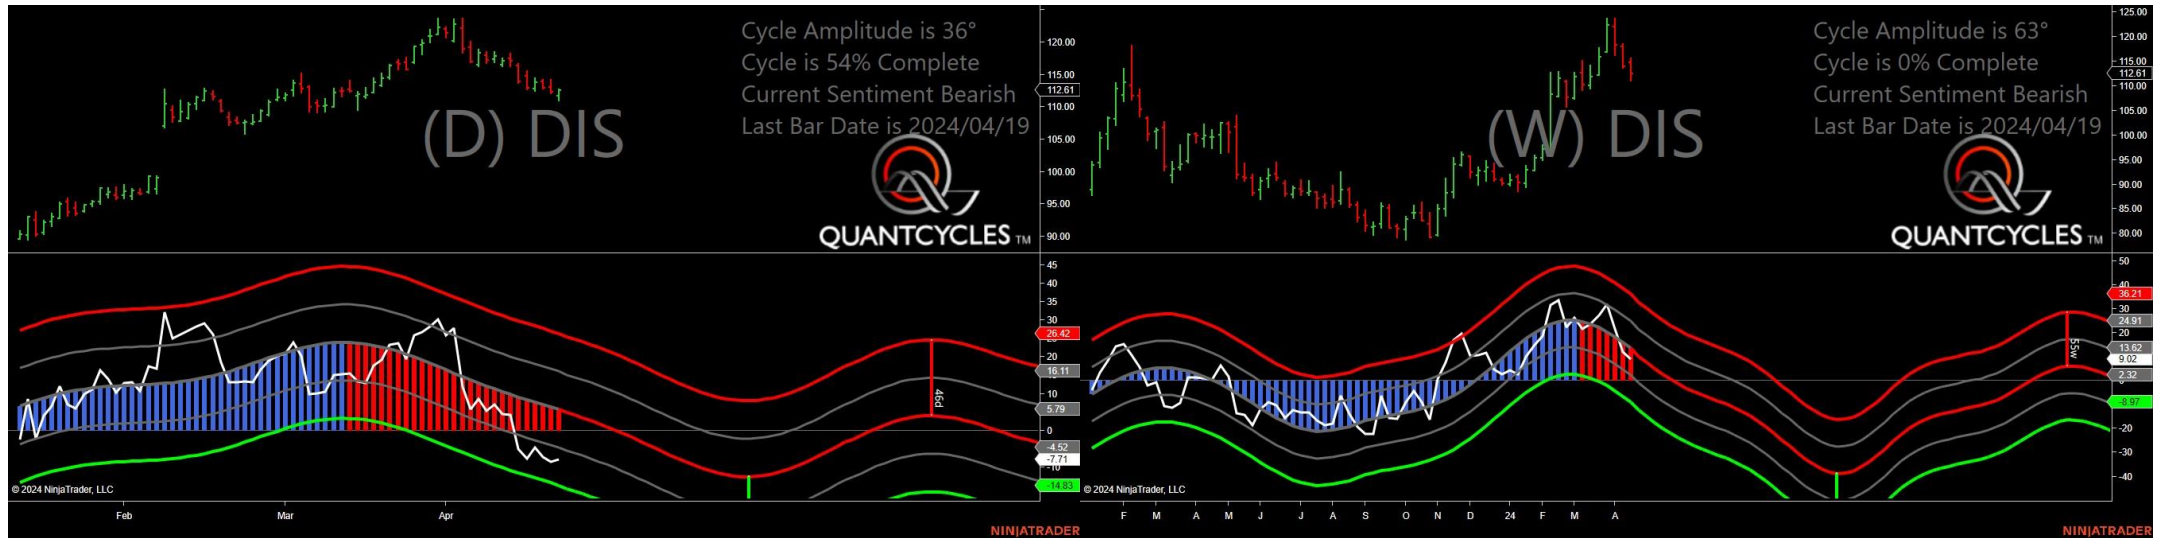 Cycle Amplitude is 36°
Cycle is 54% Complete
Current Sentiment Bearish
Last Bar Date is 2024/04/19
(D) DIS
QUANTCYCLES TM
120.00
115.00
112.61
110.00
105.00
100.00
95.00
90.00
45
40
35
30
26.42
20
16.11
10
5.79
0
-4.52
-7.71
-10
-14.83
46d
© 2024 NinjaTrader, LLC
Feb Mar Apr
NINJATRADER
Cycle Amplitude is 63°
Cycle is 0% Complete
Current Sentiment Bearish
Last Bar Date is 2024/04/19
(W) DIS
QUANTCYCLES TM
125.00
120.00
115.00
112.61
110.00
105.00
100.00
95.00
90.00
85.00
80.00
50
40
36.21
30
24.91
20
13.62
9.02
2.32
-8.97
-20
-30
-40
55w
© 2024 NinjaTrader, LLC
F M A M J J A S O N D 24 F M A
NINJATRADER